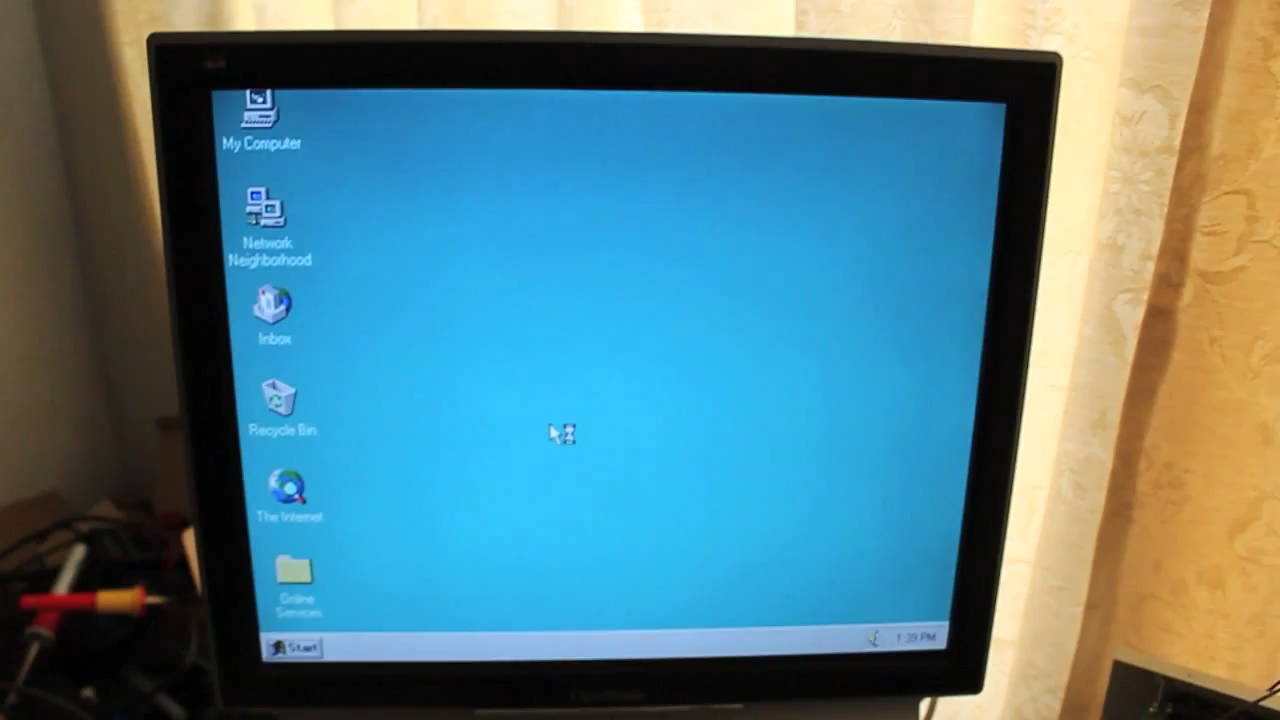 My Computer
Network
Neighborhood
Inbox
Recycle Bin
The Internet
Online
Services
Start
1:39 PM